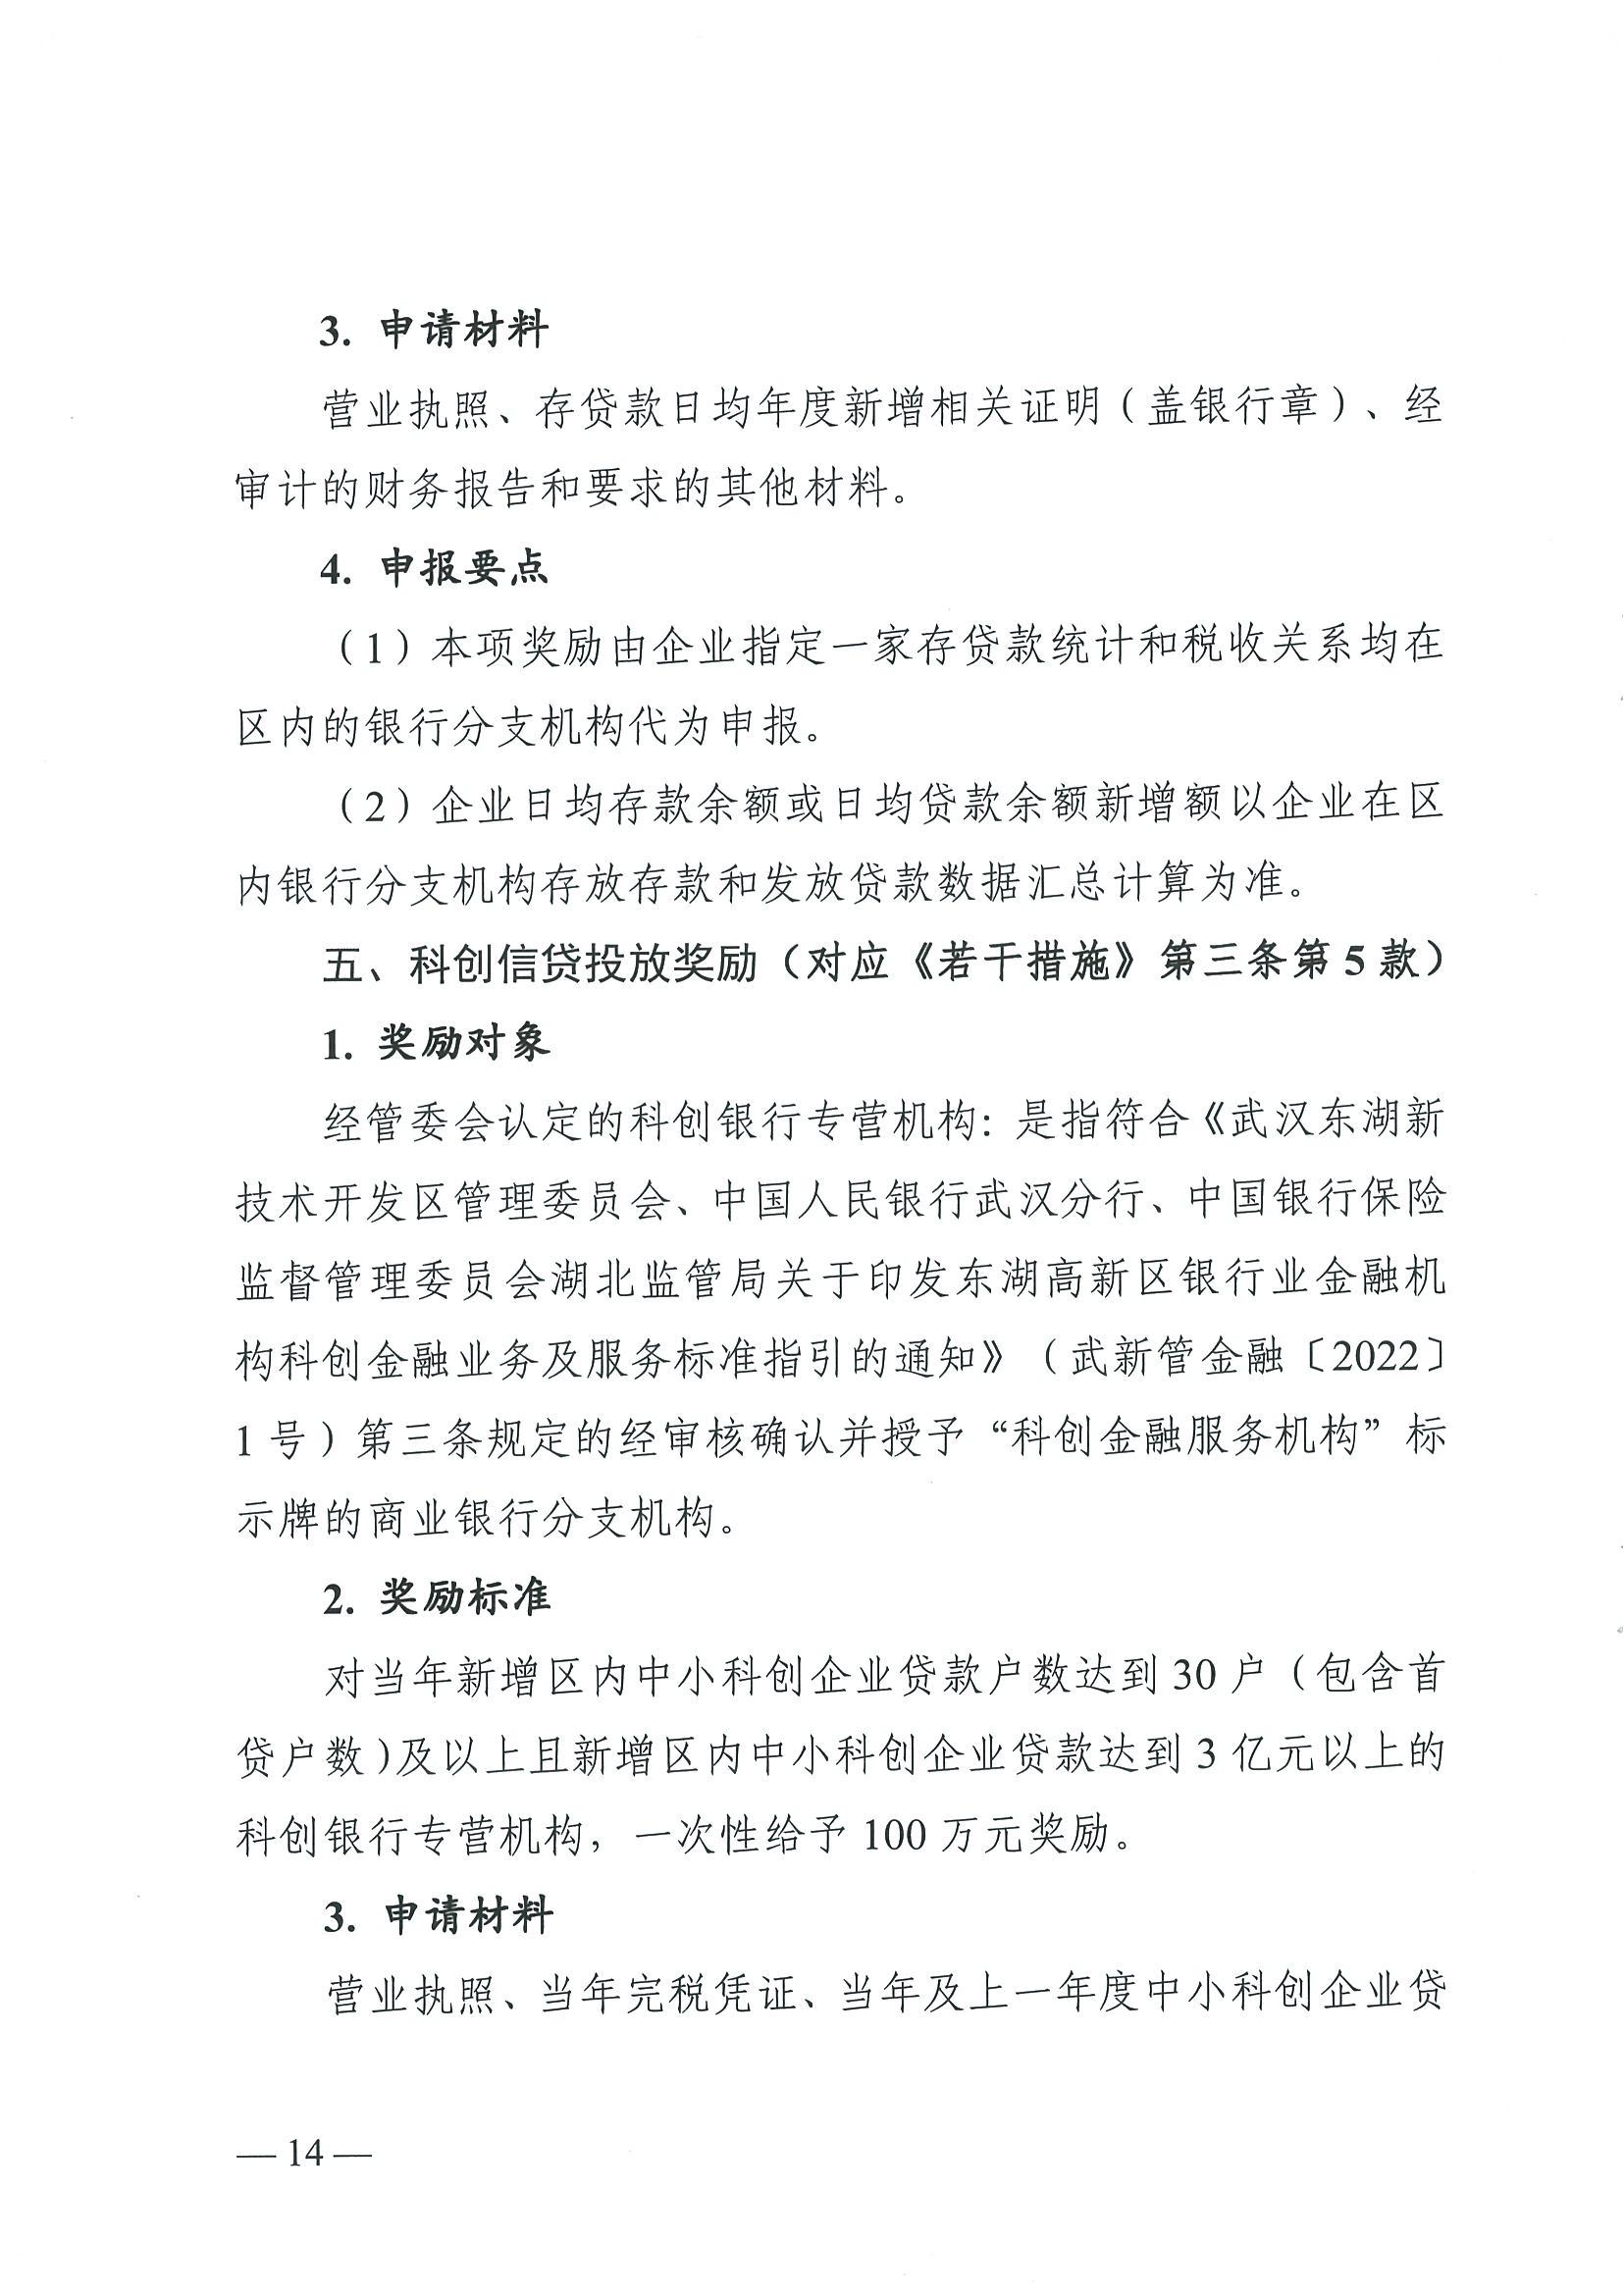 3. 申请材料
营业执照、存贷款日均年度新增相关证明（盖银行章）、经
审计的财务报告和要求的其他材料。
4. 申报要点
（1）本项奖励由企业指定一家存贷款统计和税收关系均在
区内的银行分支机构代为申报。
（2）企业日均存款余额或日均贷款余额新增额以企业在区
内银行分支机构存放存款和发放贷款数据汇总计算为准。
五、科创信贷投放奖励（对应《若干措施》第三条第 5 款）
1. 奖励对象
经管委会认定的科创银行专营机构：是指符合《武汉东湖新
技术开发区管理委员会、中国人民银行武汉分行、中国银行保险
监督管理委员会湖北监管局关于印发东湖高新区银行业金融机
构科创金融业务及服务标准指引的通知》（武新管金融〔2022〕
1 号）第三条规定的经审核确认并授予“科创金融服务机构”标
示牌的商业银行分支机构。
2. 奖励标准
对当年新增区内中小科创企业贷款户数达到 30 户（包含首
贷户数）及以上且新增区内中小科创企业贷款达到 3 亿元以上的
科创银行专营机构，一次性给予 100 万元奖励。
3. 申请材料
营业执照、当年完税凭证、当年及上一年度中小科创企业贷
— 14 —